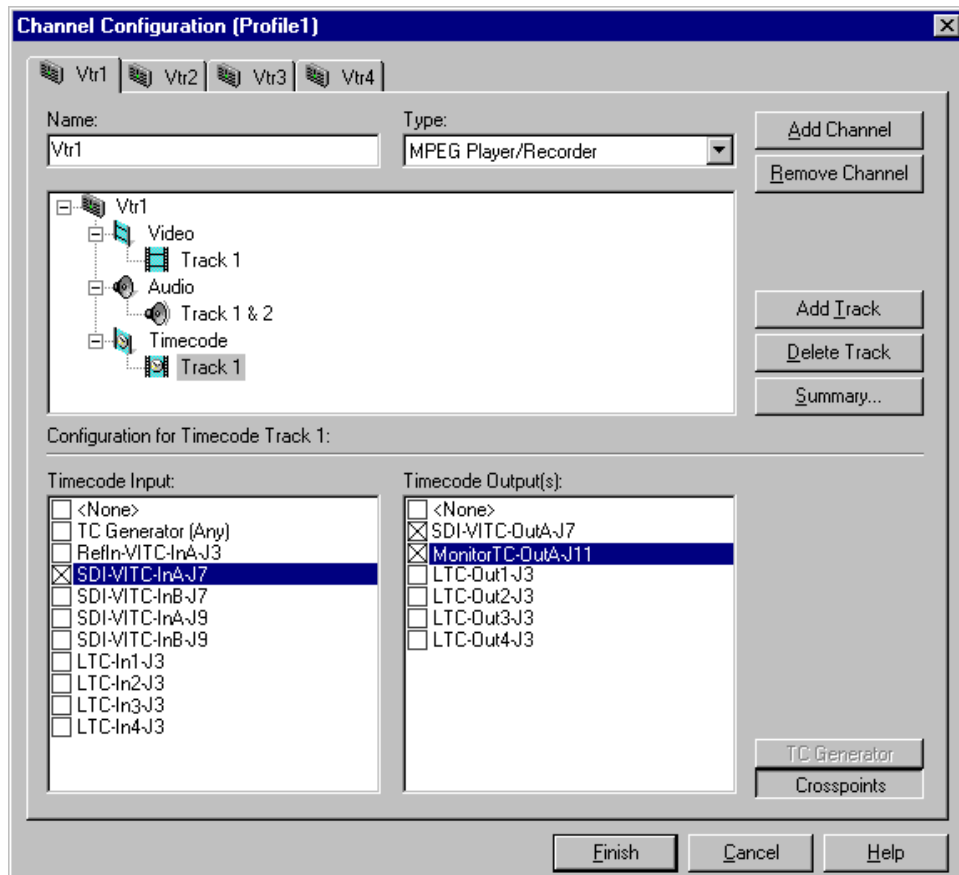 Channel Configuration (Profile1)
Vtr1 Vtr2 Vtr3 Vtr4
Name:
Vtr1
Type:
MPEG Player/Recorder
Add Channel
Remove Channel
Vtr1
Video
Track 1
Audio
Track 1 & 2
Timecode
Track 1
Add Track
Delete Track
Summary...
Configuration for Timecode Track 1:
Timecode Input:
<None>
TC Generator (Any)
RefIn-VITC-InA-J3
SDI-VITC-InA-J7
SDI-VITC-InB-J7
SDI-VITC-InA-J9
SDI-VITC-InB-J9
LTC-In1-J3
LTC-In2-J3
LTC-In3-J3
LTC-In4-J3
Timecode Output(s):
<None>
SDI-VITC-OutA-J7
MonitorTC-OutA-J11
LTC-Out1-J3
LTC-Out2-J3
LTC-Out3-J3
LTC-Out4-J3
TC Generator
Crosspoints
Finish
Cancel
Help